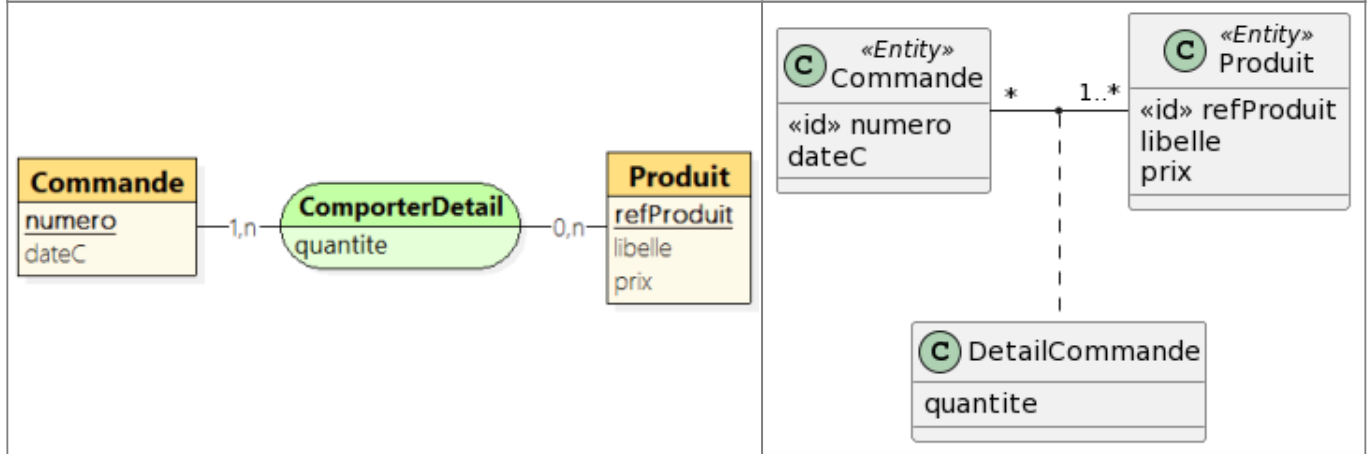 Commande
numero
dateC
1,n
ComporterDetail
quantite
0,n
Produit
refProduit
libelle
prix
C
«Entity»
Commande
«id» numero
dateC
*
1..*
C
«Entity»
Produit
«id» refProduit
libelle
prix
C DetailCommande
quantite